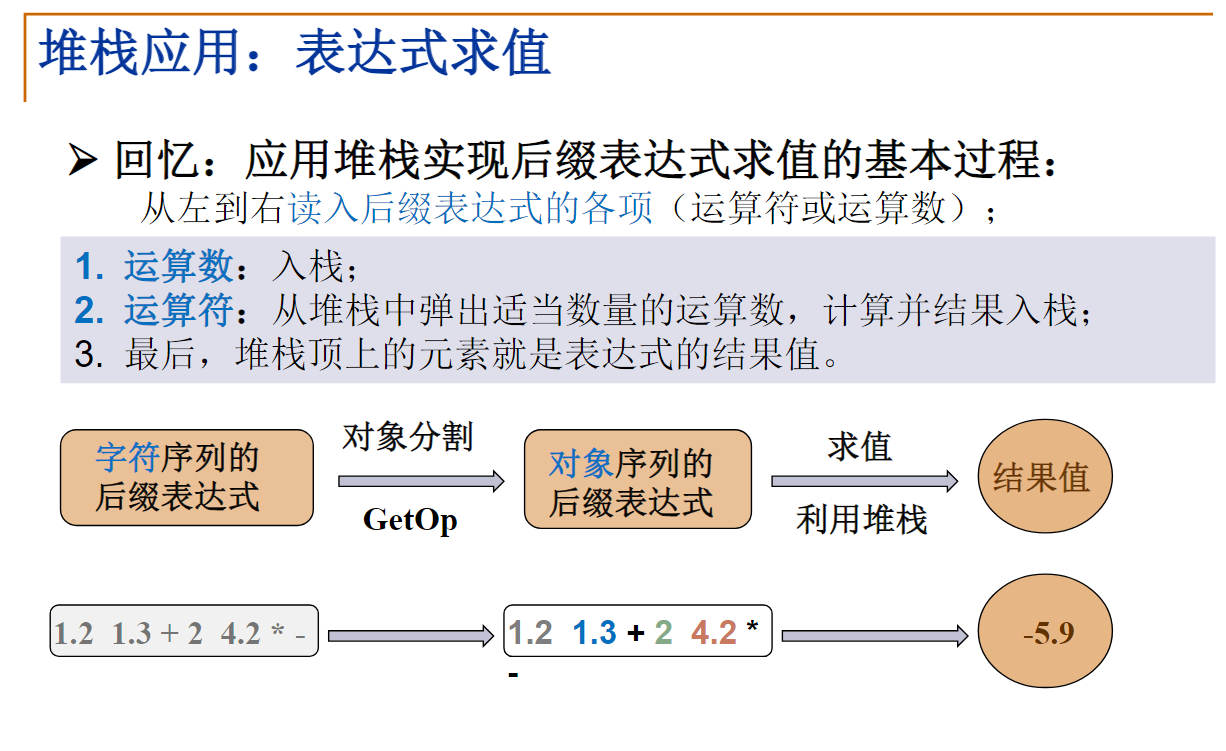 堆栈应用：表达式求值
➢ 回忆：应用堆栈实现后缀表达式求值的基本过程：
从左到右读入后缀表达式的各项（运算符或运算数）；
1. 运算数：入栈；
2. 运算符：从堆栈中弹出适当数量的运算数，计算并结果入栈；
3. 最后，堆栈顶上的元素就是表达式的结果值。
字符序列的
后缀表达式
对象分割
GetOp
对象序列的
后缀表达式
求值
利用堆栈
结果值
1.2 1.3 + 2 4.2 * -
1.2 1.3 + 2 4.2 *
-
-5.9